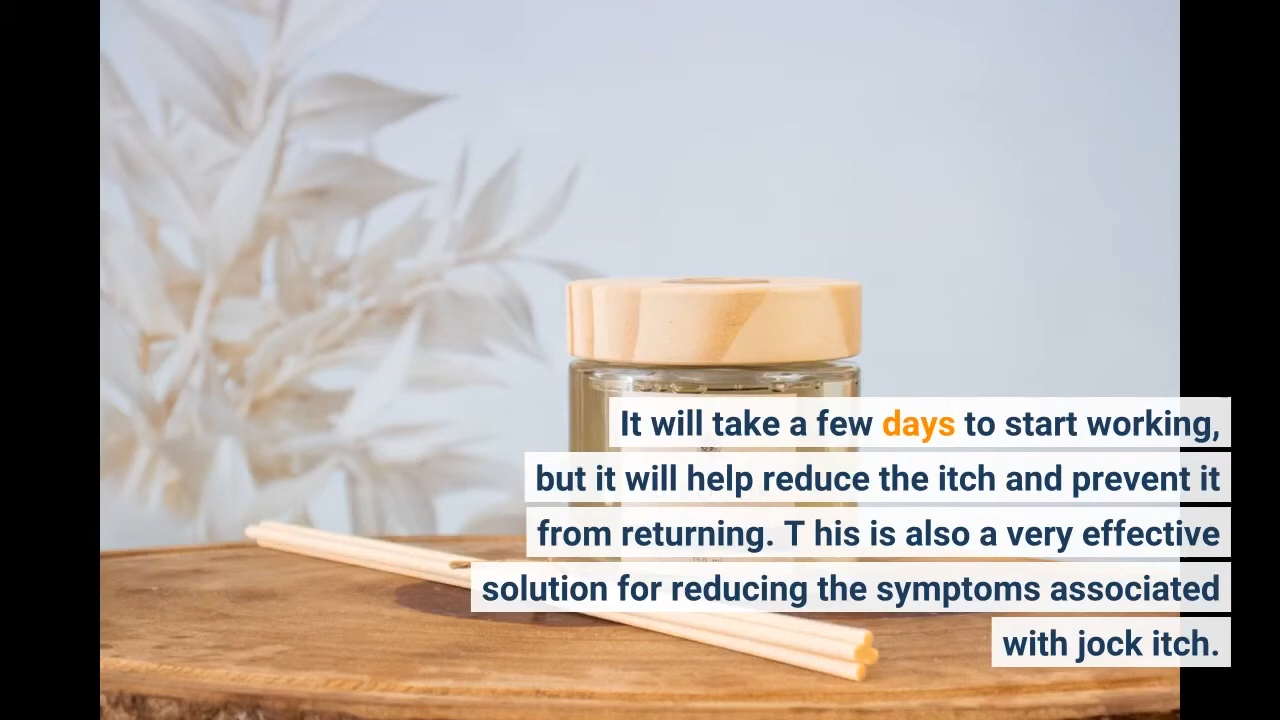 It will take a few days to start working,
but it will help reduce the itch and prevent it
from returning. T his is also a very effective
solution for reducing the symptoms associated
with jock itch.